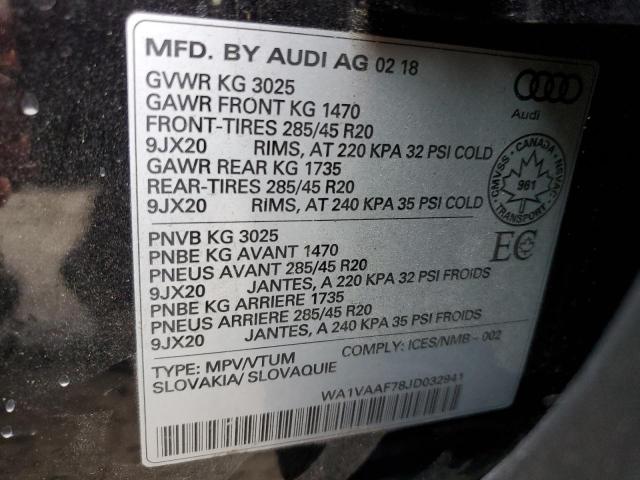 MFD. BY AUDI AG 02 18
GVWR KG 3025
GAWR FRONT KG 1470
FRONT-TIRES 285/45 R20
9JX20 RIMS, AT 220 KPA 32 PSI COLD
GAWR REAR KG 1735
REAR-TIRES 285/45 R20
9JX20 RIMS, AT 240 KPA 35 PSI COLD
Audi
CANADA
CMVSS - NSVAC
961
TRANSPORT
PNVB KG 3025
PNBE KG AVANT 1470
PNEUS AVANT 285/45 R20
9JX20 JANTES, A 220 KPA 32 PSI FROIDS
PNBE KG ARRIERE 1735
PNEUS ARRIERE 285/45 R20
9JX20 JANTES, A 240 KPA 35 PSI FROIDS
EC
TYPE: MPV/VTUM COMPLY: ICES/NMB - 002
SLOVAKIA/ SLOVAQUIE
WA1VAAF78JD032941